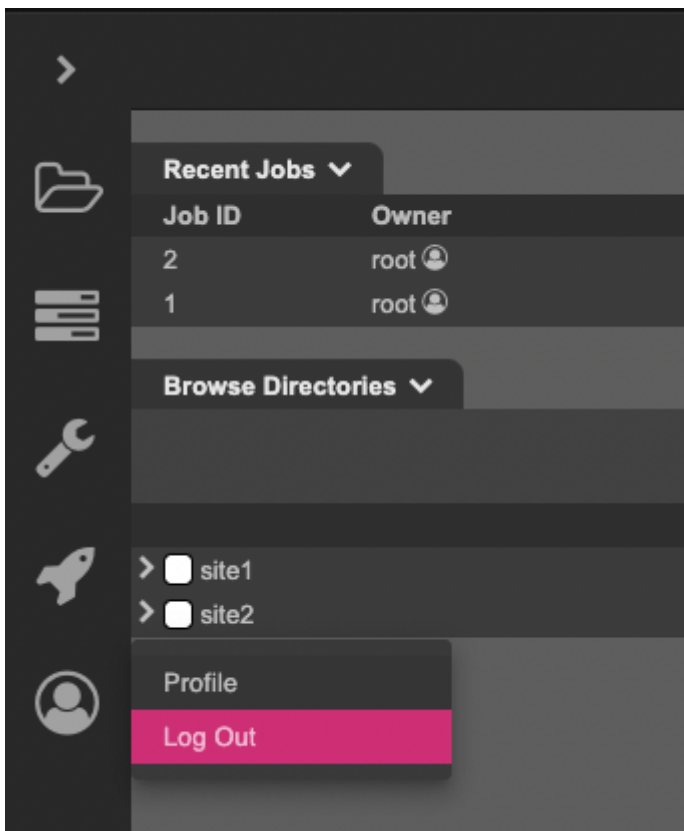 Recent Jobs
Job ID Owner
2 root
1 root
Browse Directories
site1
site2
Profile
Log Out